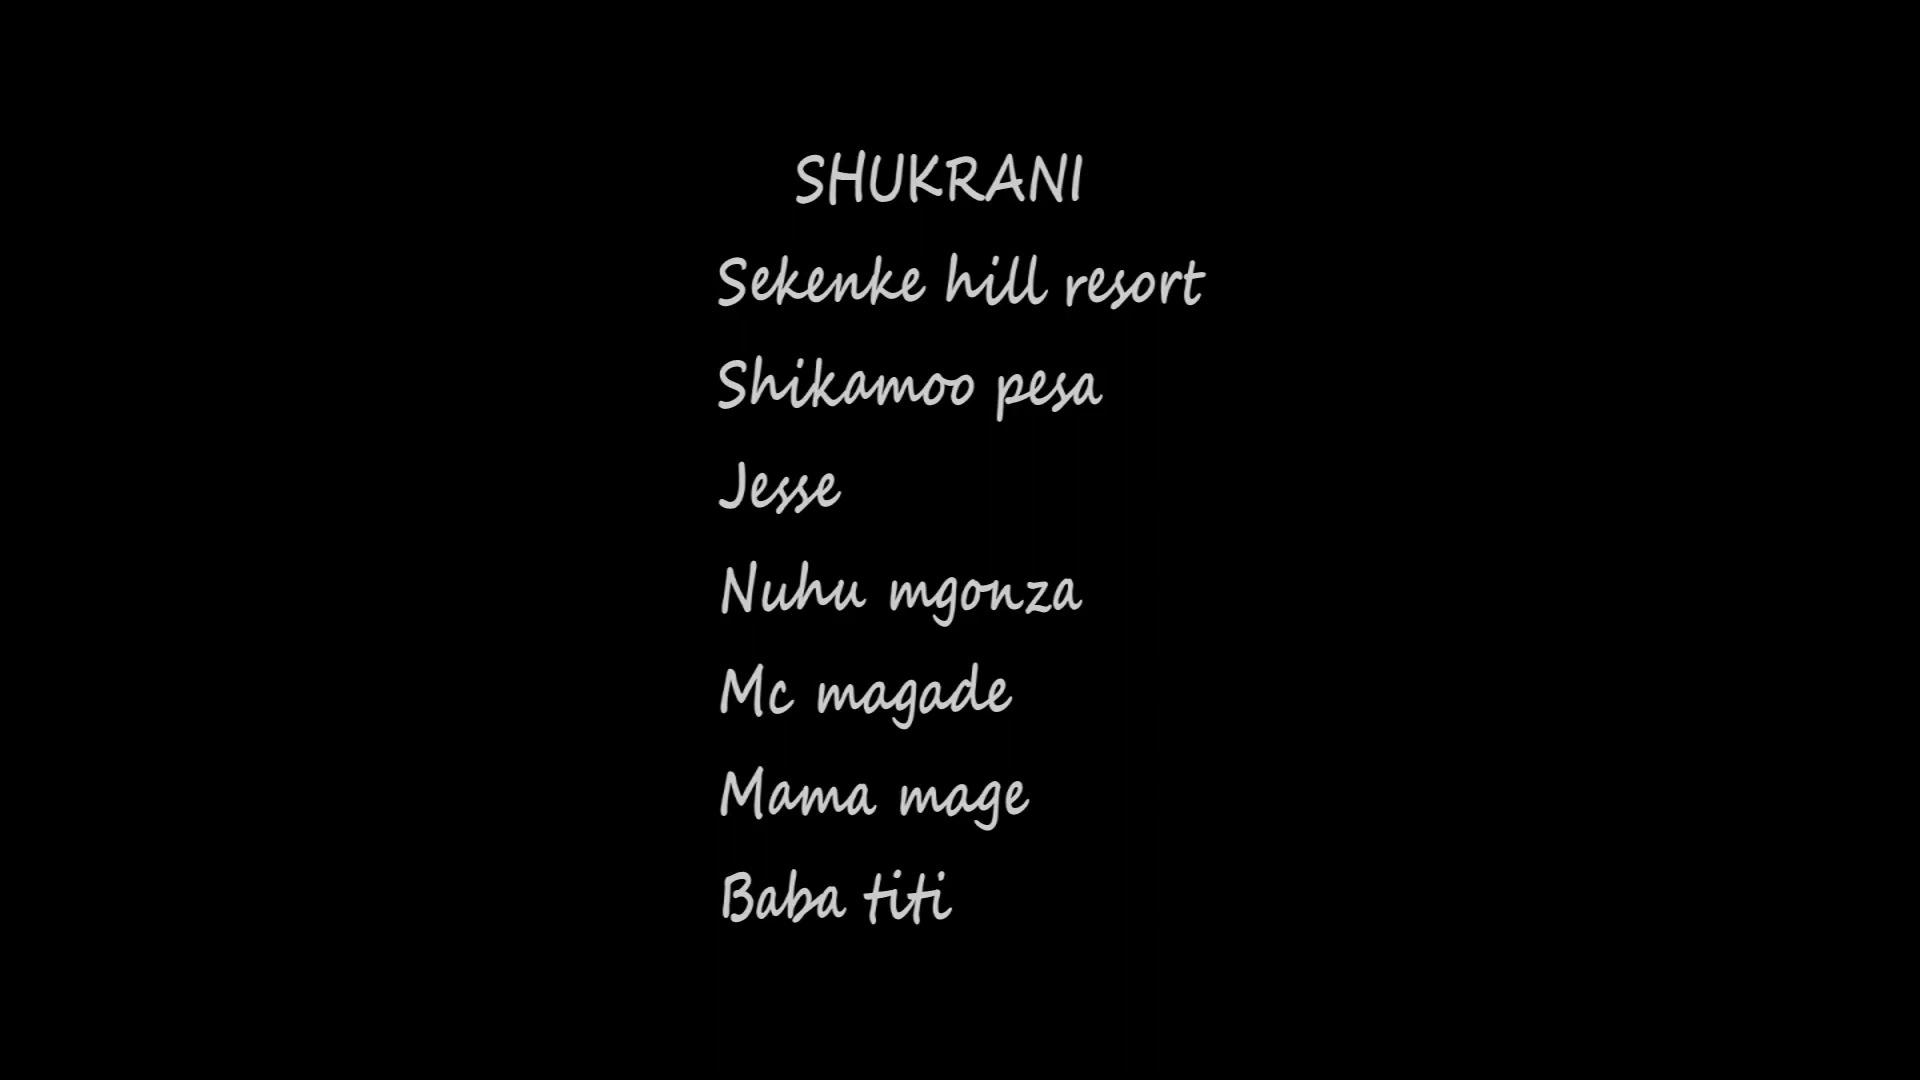 SHUKRANI
Sekenke hill resort
Shikamoo pesa
Jesse
Nuhu mgonza
Mc magade
Mama mage
Baba titi